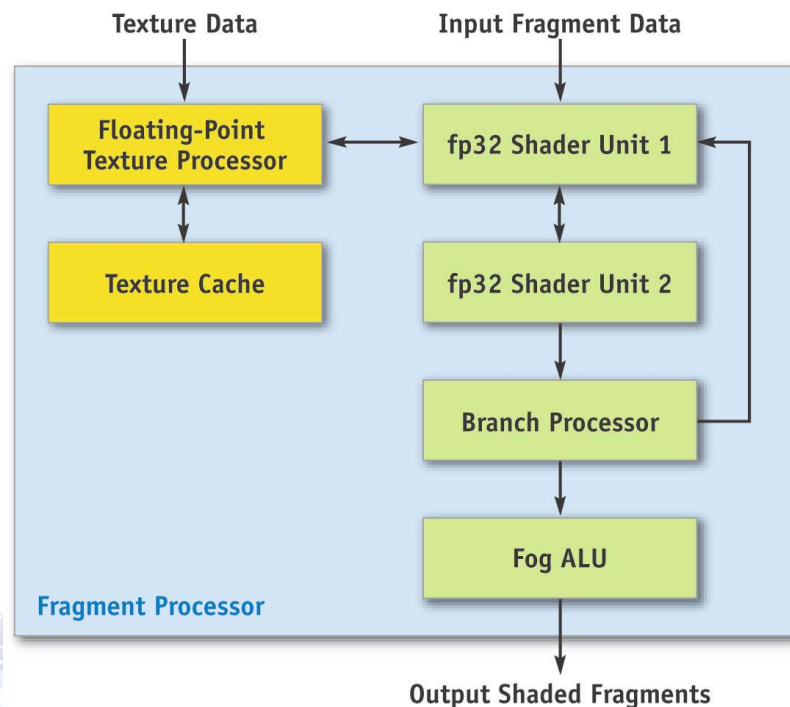 Texture Data
Input Fragment Data
Floating-Point
Texture Processor
fp32 Shader Unit 1
Texture Cache
fp32 Shader Unit 2
Branch Processor
Fog ALU
Fragment Processor
Output Shaded Fragments